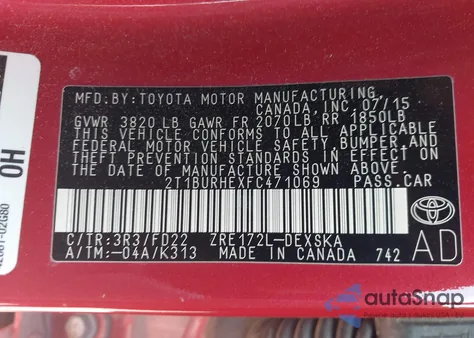 MFD.BY:TOYOTA MOTOR MANUFACTURING,
CANADA,INC.07/15
GVWR 3820 LB GAWR FR 2070LB RR 1850LB
THIS VEHICLE CONFORMS TO ALL APPLICABLE
FEDERAL MOTOR VEHICLE SAFETY,BUMPER,AND
THEFT PREVENTION STANDARDS IN EFFECT ON
THE DATE OF MANUFACTURE SHOWN ABOVE.
2T1BURHEXFC471069 PASS.CAR
C/TR:3R3/FD22 ZRE172L-DEXSKA
A/TM:-04A/K313 MADE IN CANADA 742
AD
TOYOTA
HO
autoSnap